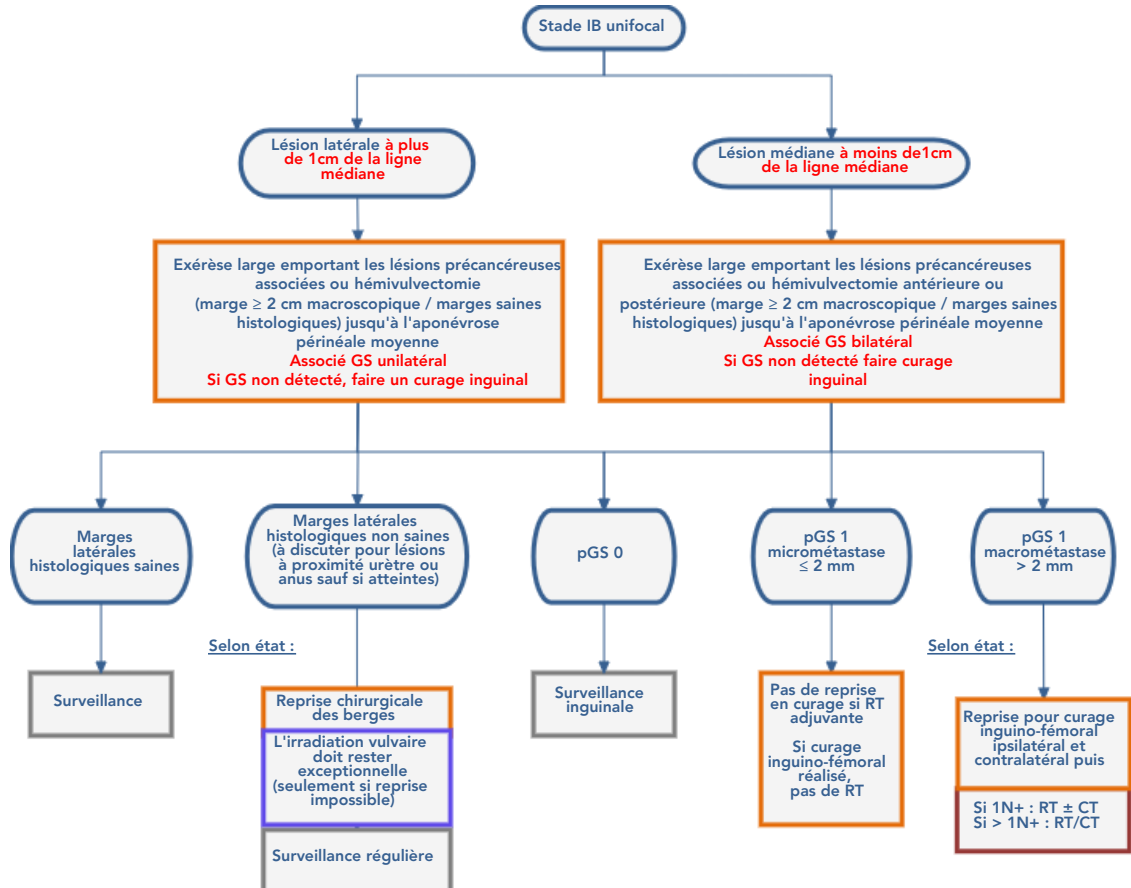 Stade IB unifocal
Lésion latérale à plus
de 1cm de la ligne
médiane
Lésion médiane à moins de1cm
de la ligne médiane
Exérèse large emportant les lésions précancéreuses
associées ou hémivulvectomie
(marge ≥ 2 cm macroscopique / marges saines
histologiques) jusqu'à l'aponévrose
périnéale moyenne
Associé GS unilatéral
Si GS non détecté, faire un curage inguinal
Exérèse large emportant les lésions précancéreuses
associées ou hémivulvectomie antérieure ou
postérieure (marge ≥ 2 cm macroscopique / marges saines
histologiques) jusqu'à l'aponévrose périnéale moyenne
Associé GS bilatéral
Si GS non détecté faire curage
inguinal
Marges
latérales
histologiques saines
Marges latérales
histologiques non saines
(à discuter pour lésions
à proximité urètre ou
anus sauf si atteintes)
pGS 0
pGS 1
micrométastase
≤ 2 mm
pGS 1
macrométastase
> 2 mm
Selon état :
Selon état :
Surveillance
Reprise chirurgicale
des berges
L'irradiation vulvaire
doit rester
exceptionnelle
(seulement si reprise
impossible)
Surveillance régulière
Surveillance
inguinale
Pas de reprise
en curage si RT
adjuvante
Si curage
inguino-fémoral
réalisé,
pas de RT
Reprise pour curage
inguino-fémoral
ipsilatéral et
contralatéral puis
Si 1N+ : RT ± CT
Si > 1N+ : RT/CT